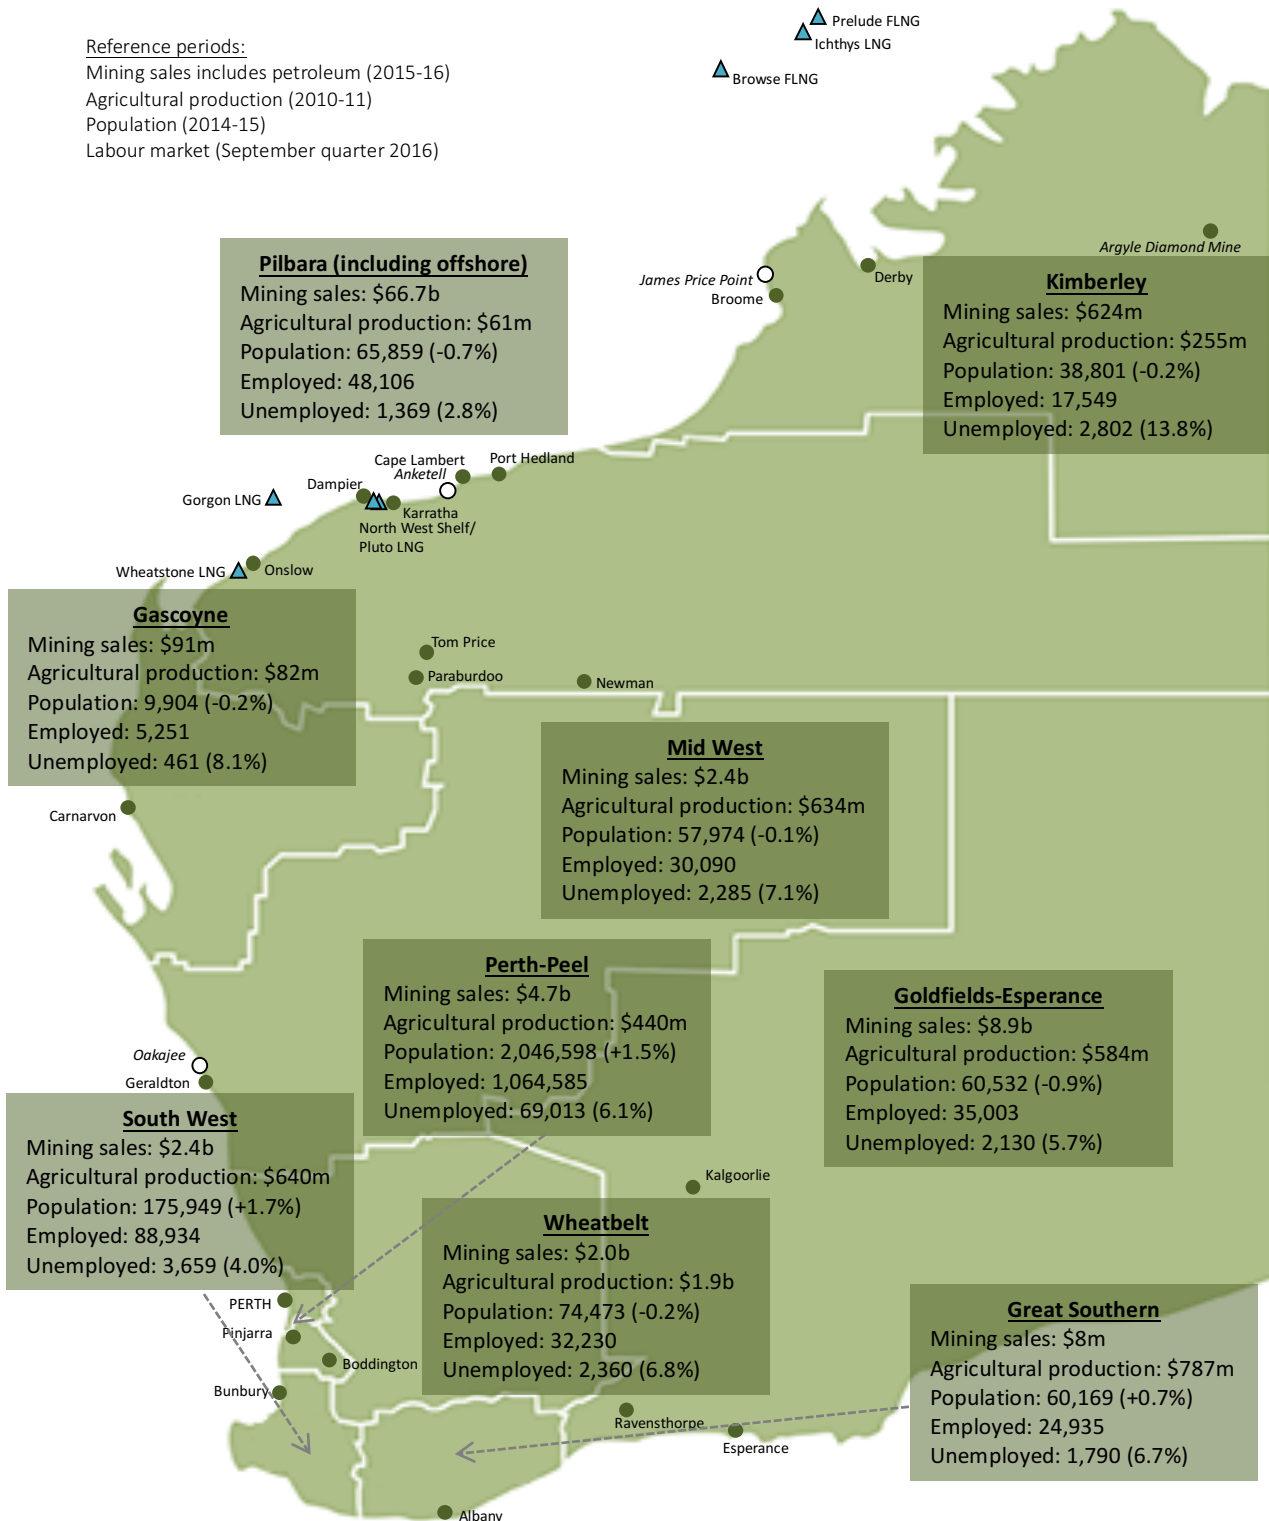 Prelude FLNG
Ichthys LNG
Browse FLNG
Reference periods:
Mining sales includes petroleum (2015-16)
Agricultural production (2010-11)
Population (2014-15)
Labour market (September quarter 2016)
Argyle Diamond Mine
James Price Point
Broome
Derby
Pilbara (including offshore)
Mining sales: $66.7b
Agricultural production: $61m
Population: 65,859 (-0.7%)
Employed: 48,106
Unemployed: 1,369 (2.8%)
Kimberley
Mining sales: $624m
Agricultural production: $255m
Population: 38,801 (-0.2%)
Employed: 17,549
Unemployed: 2,802 (13.8%)
Cape Lambert
Port Hedland
Anketell
Dampier
Gorgon LNG
Karratha
North West Shelf/
Pluto LNG
Wheatstone LNG
Onslow
Gascoyne
Mining sales: $91m
Agricultural production: $82m
Population: 9,904 (-0.2%)
Employed: 5,251
Unemployed: 461 (8.1%)
Tom Price
Paraburdoo
Newman
Mid West
Mining sales: $2.4b
Agricultural production: $634m
Population: 57,974 (-0.1%)
Employed: 30,090
Unemployed: 2,285 (7.1%)
Carnarvon
Perth-Peel
Mining sales: $4.7b
Agricultural production: $440m
Population: 2,046,598 (+1.5%)
Employed: 1,064,585
Unemployed: 69,013 (6.1%)
Goldfields-Esperance
Mining sales: $8.9b
Agricultural production: $584m
Population: 60,532 (-0.9%)
Employed: 35,003
Unemployed: 2,130 (5.7%)
Oakajee
Geraldton
South West
Mining sales: $2.4b
Agricultural production: $640m
Population: 175,949 (+1.7%)
Employed: 88,934
Unemployed: 3,659 (4.0%)
Kalgoorlie
Wheatbelt
Mining sales: $2.0b
Agricultural production: $1.9b
Population: 74,473 (-0.2%)
Employed: 32,230
Unemployed: 2,360 (6.8%)
PERTH
Pinjarra
Boddington
Bunbury
Great Southern
Mining sales: $8m
Agricultural production: $787m
Population: 60,169 (+0.7%)
Employed: 24,935
Unemployed: 1,790 (6.7%)
Ravensthorpe
Esperance
Albany